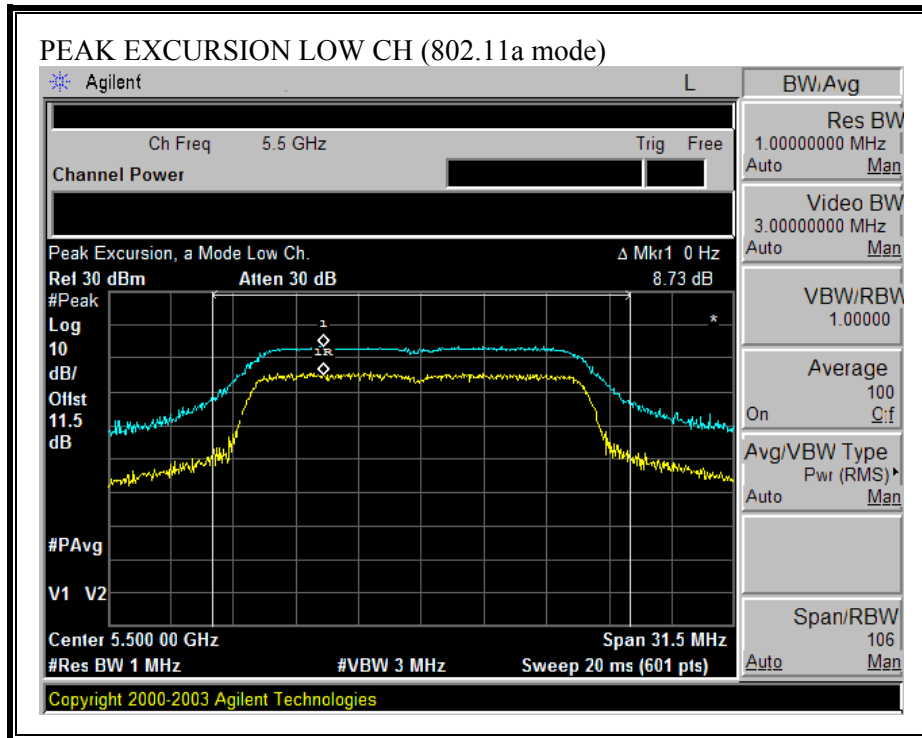 PEAK EXCURSION LOW CH (802.11a mode)
Agilent
L
BW/Avg
Ch Freq 5.5 GHz Trig Free
Channel Power
Res BW
1.00000000 MHz
Auto Man
Video BW
3.00000000 MHz
Auto Man
VBW/RBW
1.00000
Average
100
On Off
Avg/VBW Type
Pwr (RMS)
Auto Man
Span/RBW
106
Auto Man
Peak Excursion, a Mode Low Ch.
Δ Mkr1 0 Hz
Ref 30 dBm Atten 30 dB 8.73 dB
#Peak
Log
10
dB/
Offst
11.5
dB
1
1R
*
#PAvg
V1 V2
Center 5.500 00 GHz Span 31.5 MHz
#Res BW 1 MHz #VBW 3 MHz Sweep 20 ms (601 pts)
Copyright 2000-2003 Agilent Technologies